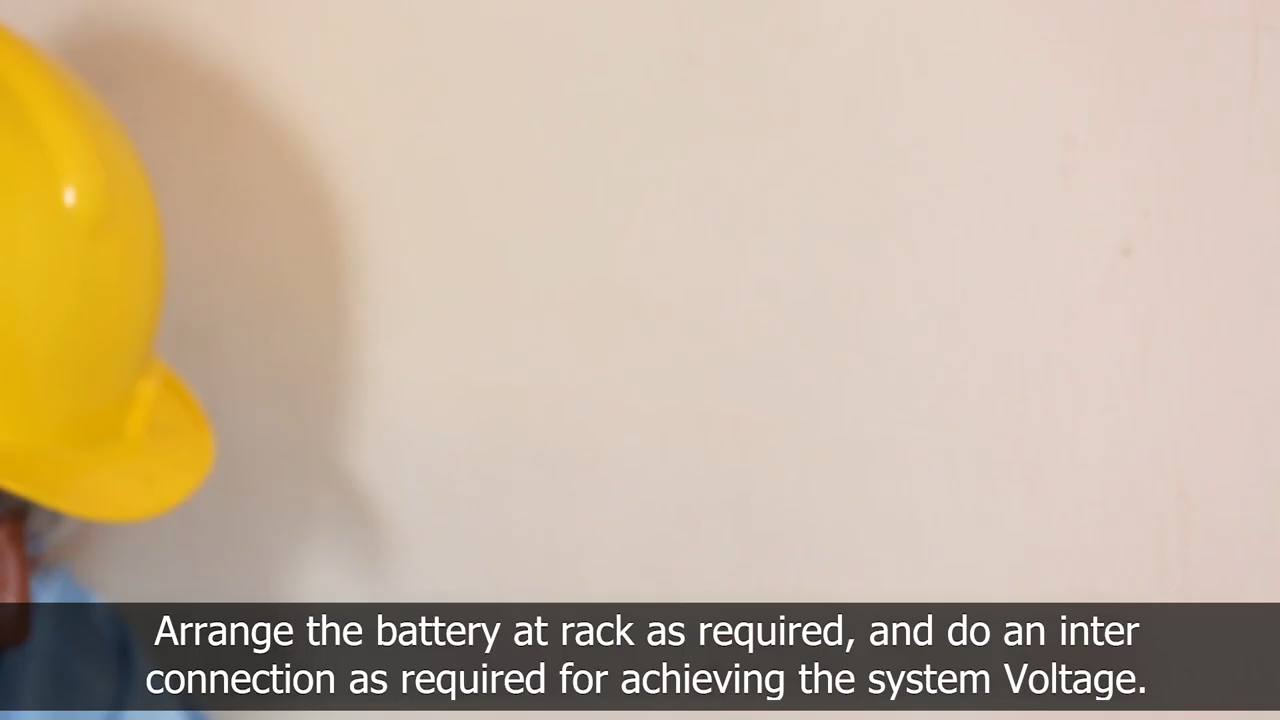 Arrange the battery at rack as required, and do an inter
connection as required for achieving the system Voltage.